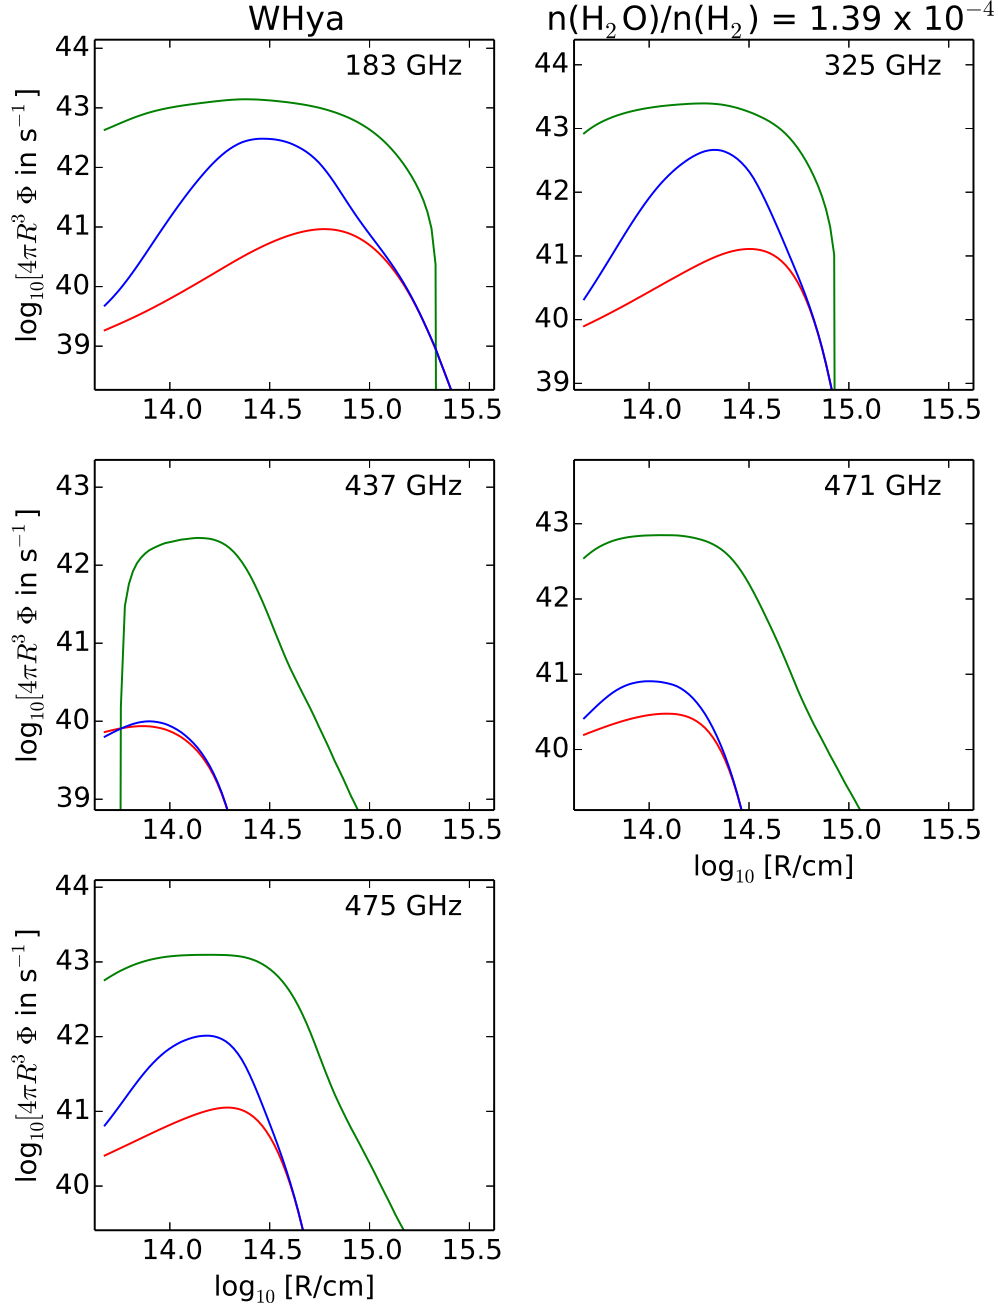 WHya
n(H₂O)/n(H₂) = 1.39 x 10⁻⁴
183 GHz
44
43
42
41
40
39
log₁₀[4πR³ Φ in s⁻¹ ]
14.0 14.5 15.0 15.5
325 GHz
44
43
42
41
40
39
14.0 14.5 15.0 15.5
437 GHz
43
42
41
40
39
log₁₀[4πR³ Φ in s⁻¹ ]
14.0 14.5 15.0 15.5
471 GHz
43
42
41
40
14.0 14.5 15.0 15.5
log₁₀ [R/cm]
475 GHz
44
43
42
41
40
log₁₀[4πR³ Φ in s⁻¹ ]
14.0 14.5 15.0 15.5
log₁₀ [R/cm]